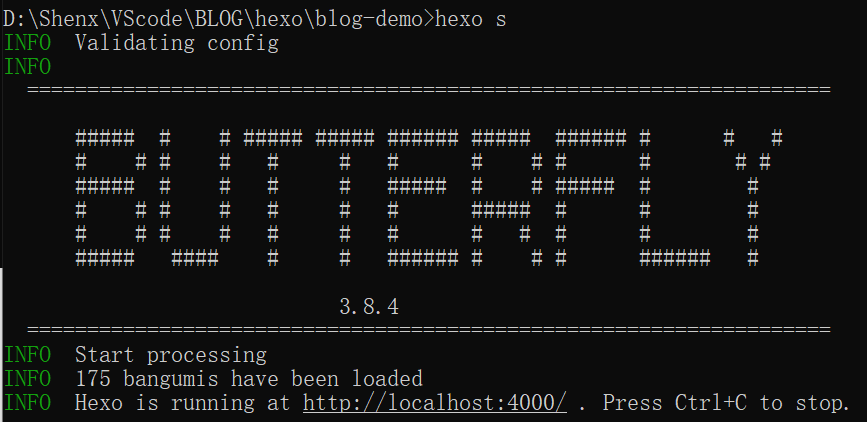 D:\Shenx\VScode\BLOG\hexo\blog-demo>hexo s
INFO  Validating config
INFO
  ===================================================================
      #####  #    # ##### ##### ###### #####  ###### #      #   #
      #    # #    #   #     #   #      #    # #      #       # #
      #####  #    #   #     #   #####  #    # #####  #        #
      #    # #    #   #     #   #      #####  #      #        #
      #    # #    #   #     #   #      #   #  #      #        #
      #####   ####    #     #   ###### #    # #      ######   #
                            3.8.4
  ===================================================================
INFO  Start processing
INFO  175 bangumis have been loaded
INFO  Hexo is running at http://localhost:4000/ . Press Ctrl+C to stop.